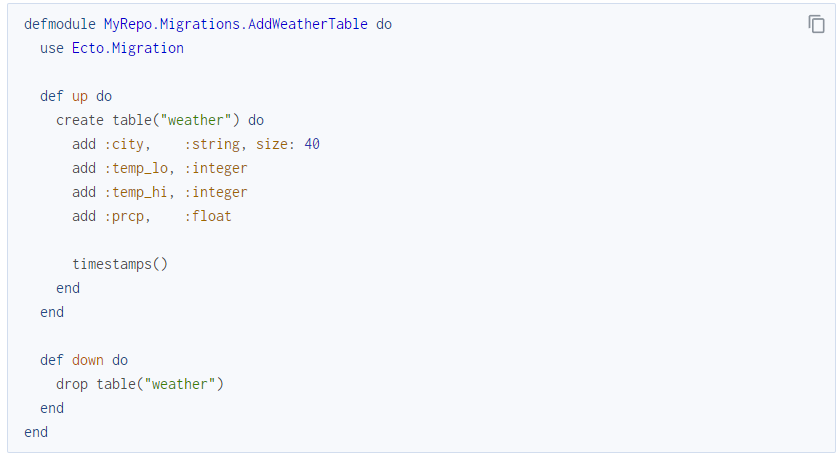 defmodule MyRepo.Migrations.AddWeatherTable do
  use Ecto.Migration

  def up do
    create table("weather") do
      add :city,    :string, size: 40
      add :temp_lo, :integer
      add :temp_hi, :integer
      add :prcp,    :float

      timestamps()
    end
  end

  def down do
    drop table("weather")
  end
end